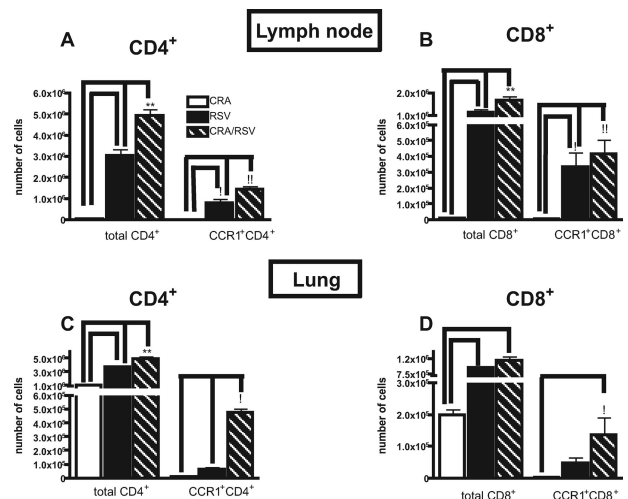 Lymph node
A
CD4⁺
B
CD8⁺
number of cells
6.0x10⁶
5.0x10⁶
4.0x10⁶
3.0x10⁶
2.0x10⁶
1.0x10⁶
0
**
!
!!
CRA
RSV
CRA/RSV
total CD4⁺
CCR1⁺CD4⁺
number of cells
2.0x10⁶
1.0x10⁶
6.0x10⁵
5.0x10⁵
4.0x10⁵
3.0x10⁵
2.0x10⁵
1.0x10⁵
0
**
!
!!
total CD8⁺
CCR1⁺CD8⁺
Lung
C
CD4⁺
D
CD8⁺
number of cells
5.0x10⁶
3.0x10⁶
1.0x10⁶
6.0x10⁵
5.0x10⁵
4.0x10⁵
3.0x10⁵
2.0x10⁵
1.0x10⁵
0
**
!
total CD4⁺
CCR1⁺CD4⁺
number of cells
1.2x10⁶
7.5x10⁵
3.0x10⁵
2.0x10⁵
1.0x10⁵
0
!
total CD8⁺
CCR1⁺CD8⁺